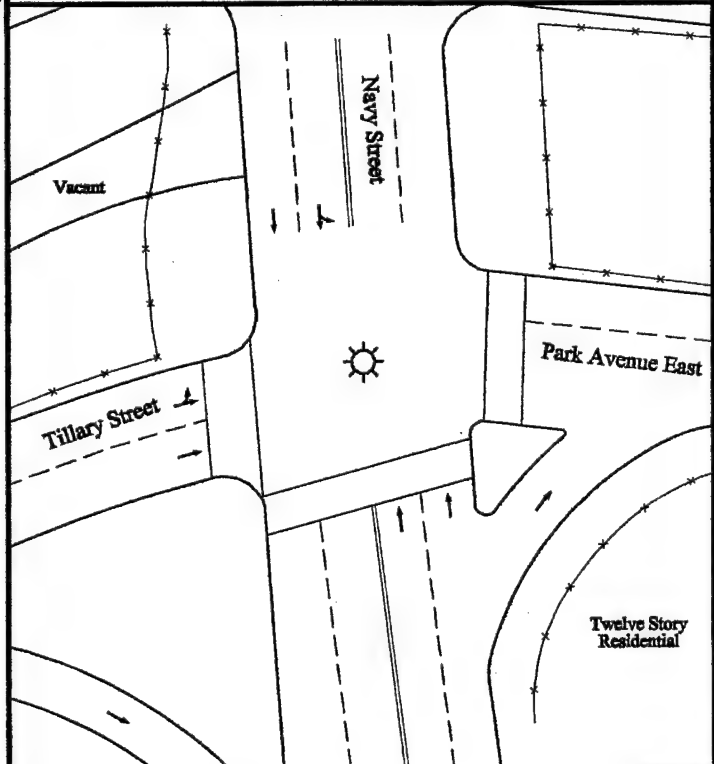 Navy Street
Vacant
Park Avenue East
Tillary Street
Twelve Story
Residential